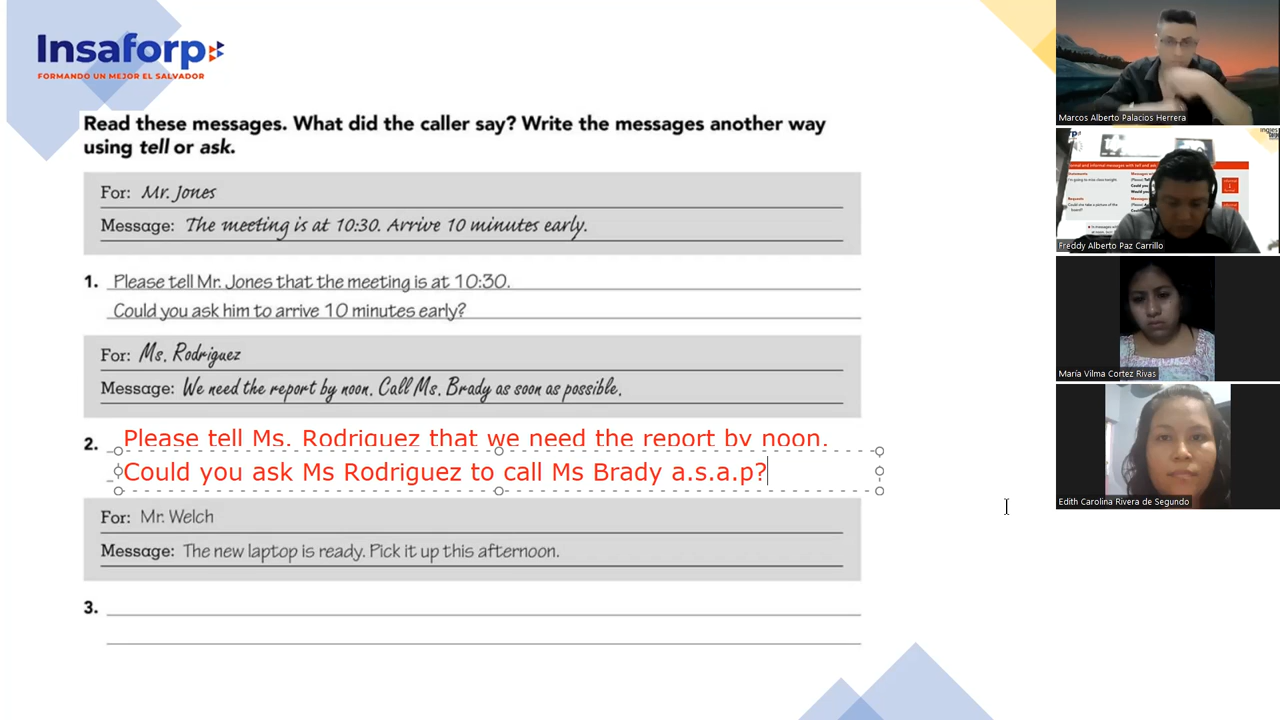 Insaforp
FORMANDO UN MEJOR EL SALVADOR
Read these messages. What did the caller say? Write the messages another way
using tell or ask.
For: Mr. Jones
Message: The meeting is at 10:30. Arrive 10 minutes early.
1. Please tell Mr. Jones that the meeting is at 10:30.
Could you ask him to arrive 10 minutes early?
For: Ms. Rodriguez
Message: We need the report by noon. Call Ms. Brady as soon as possible.
2. Please tell Ms. Rodriguez that we need the report by noon.
Could you ask Ms Rodriguez to call Ms Brady a.s.a.p?
For: Mr. Welch
Message: The new laptop is ready. Pick it up this afternoon.
3.
Marcos Alberto Palacios Herrera
Freddy Alberto Paz Carrillo
María Vilma Cortez Rivas
Edith Carolina Rivera de Segundo